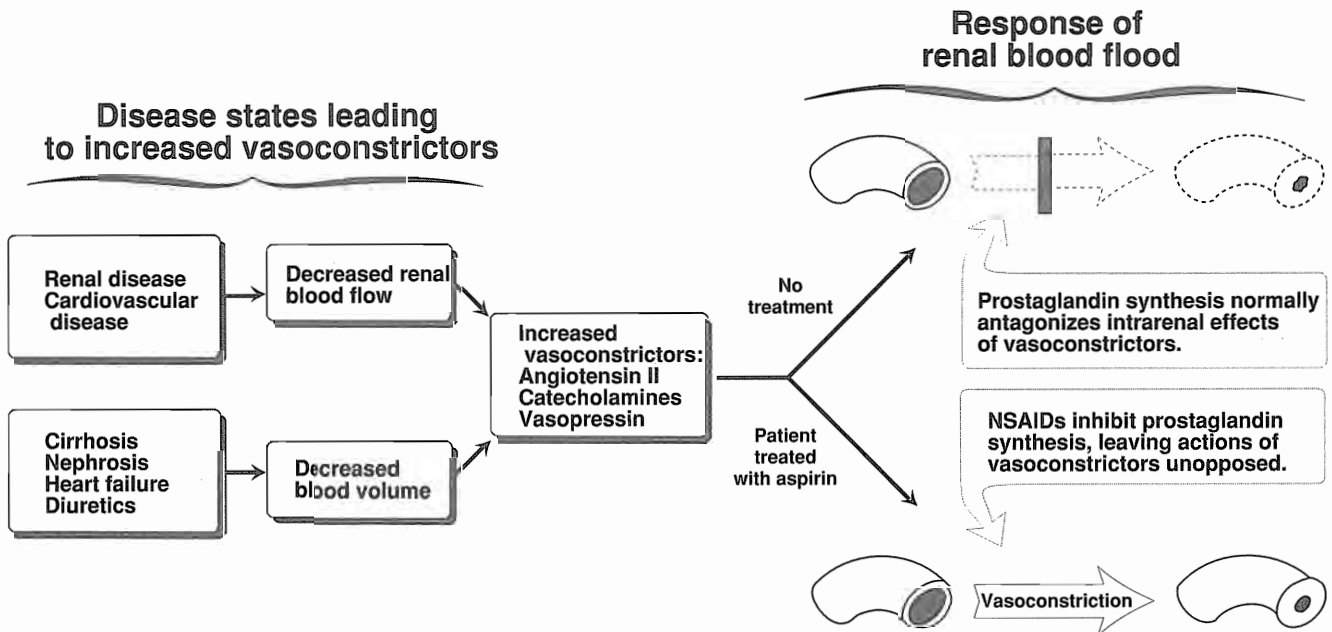 Response of
renal blood flood
Disease states leading
to increased vasoconstrictors
Renal disease
Cardiovascular
disease
Decreased renal
blood flow
Cirrhosis
Nephrosis
Heart failure
Diuretics
Decreased
blood volume
Increased
vasoconstrictors:
Angiotensin II
Catecholamines
Vasopressin
No
treatment
Patient
treated
with aspirin
Prostaglandin synthesis normally
antagonizes intrarenal effects
of vasoconstrictors.
NSAIDs inhibit prostaglandin
synthesis, leaving actions of
vasoconstrictors unopposed.
Vasoconstriction